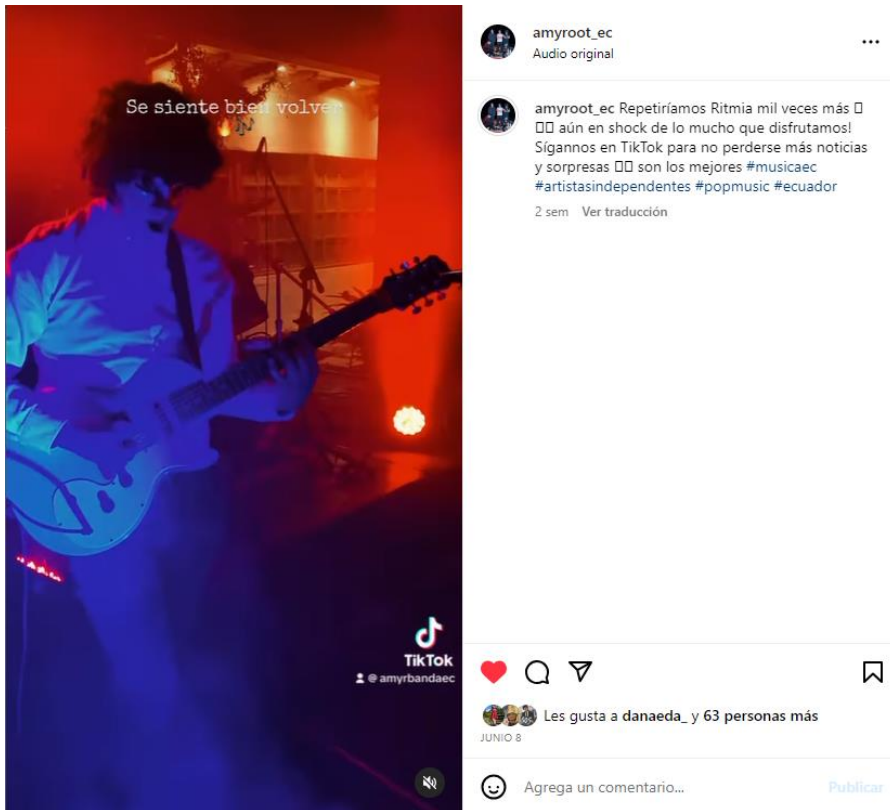 Se siente bien volver
TikTok
@ amyrbandaec
amyroot_ec
Audio original
amyroot_ec Repetiríamos Ritmia mil veces más
aún en shock de lo mucho que disfrutamos!
Sígannos en TikTok para no perderse más noticias
y sorpresas son los mejores #musicaec
#artistasindependentes #popmusic #ecuador
2 sem Ver traducción
Les gusta a danaeda_ y 63 personas más
JUNIO 8
Agrega un comentario...
Publicar